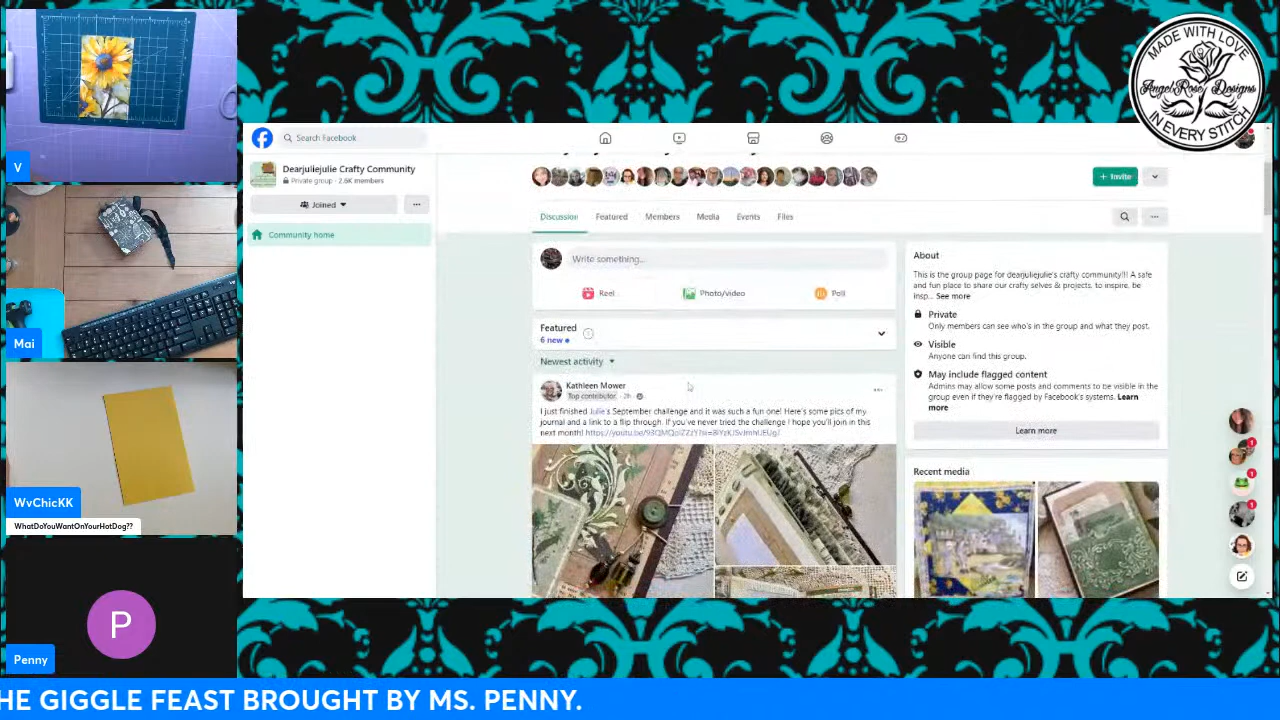 V
Mai
WvChicKK
WhatDoYouWantOnYourHotDog??
P
Penny
MADE WITH LOVE
AngelRose Designs
IN EVERY STITCH
Search Facebook
Dearjuliejulie Crafty Community
Private group · 2.6K members
Joined
Community home
+ Invite
Discussion
Featured
Members
Media
Events
Files
Write something...
Reel
Photo/video
Poll
Featured
6 new
Newest activity
Kathleen Mower
Top contributor · 2h
I just finished Julie's September challenge and it was such a fun one! Here's some pics of my
journal and a link to a flip through. If you've never tried the challenge I hope you'll join in this
next month!
About
This is the group page for dearjuliejulie's crafty community!!! A safe
and fun place to share our crafty selves & projects, to inspire, be
insp... See more
Private
Only members can see who's in the group and what they post.
Visible
Anyone can find this group.
May include flagged content
Admins may allow some posts and comments to be visible in the
group even if they're flagged by Facebook's systems. Learn
more
Learn more
Recent media
1
1
1
HE GIGGLE FEAST BROUGHT BY MS. PENNY.